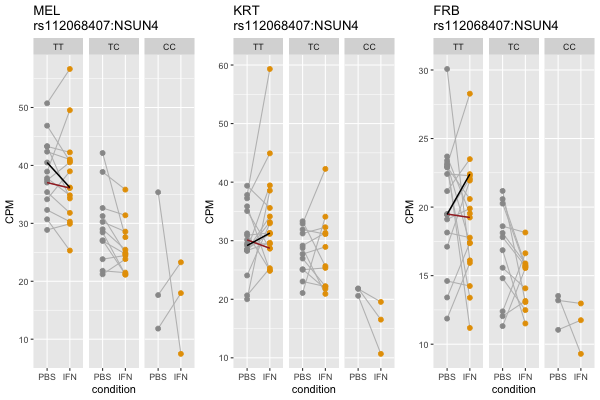 MEL
rs112068407:NSUN4
TT TC CC
CPM
50
40
30
20
10
PBS IFN PBS IFN PBS IFN
condition
KRT
rs112068407:NSUN4
TT TC CC
CPM
60
50
40
30
20
10
PBS IFN PBS IFN PBS IFN
condition
FRB
rs112068407:NSUN4
TT TC CC
CPM
30
25
20
15
10
PBS IFN PBS IFN PBS IFN
condition